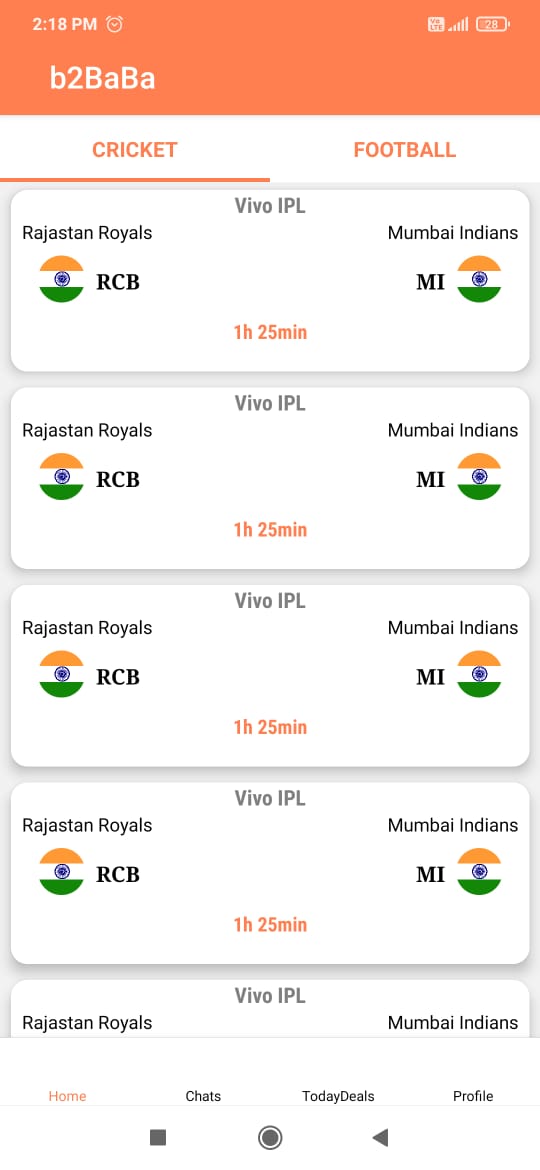 2:18 PM Vo LTE 28
b2BaBa
CRICKET FOOTBALL
Vivo IPL
Rajastan Royals Mumbai Indians
RCB MI
1h 25min
Vivo IPL
Rajastan Royals Mumbai Indians
RCB MI
1h 25min
Vivo IPL
Rajastan Royals Mumbai Indians
RCB MI
1h 25min
Vivo IPL
Rajastan Royals Mumbai Indians
RCB MI
1h 25min
Vivo IPL
Rajastan Royals Mumbai Indians
Home Chats TodayDeals Profile